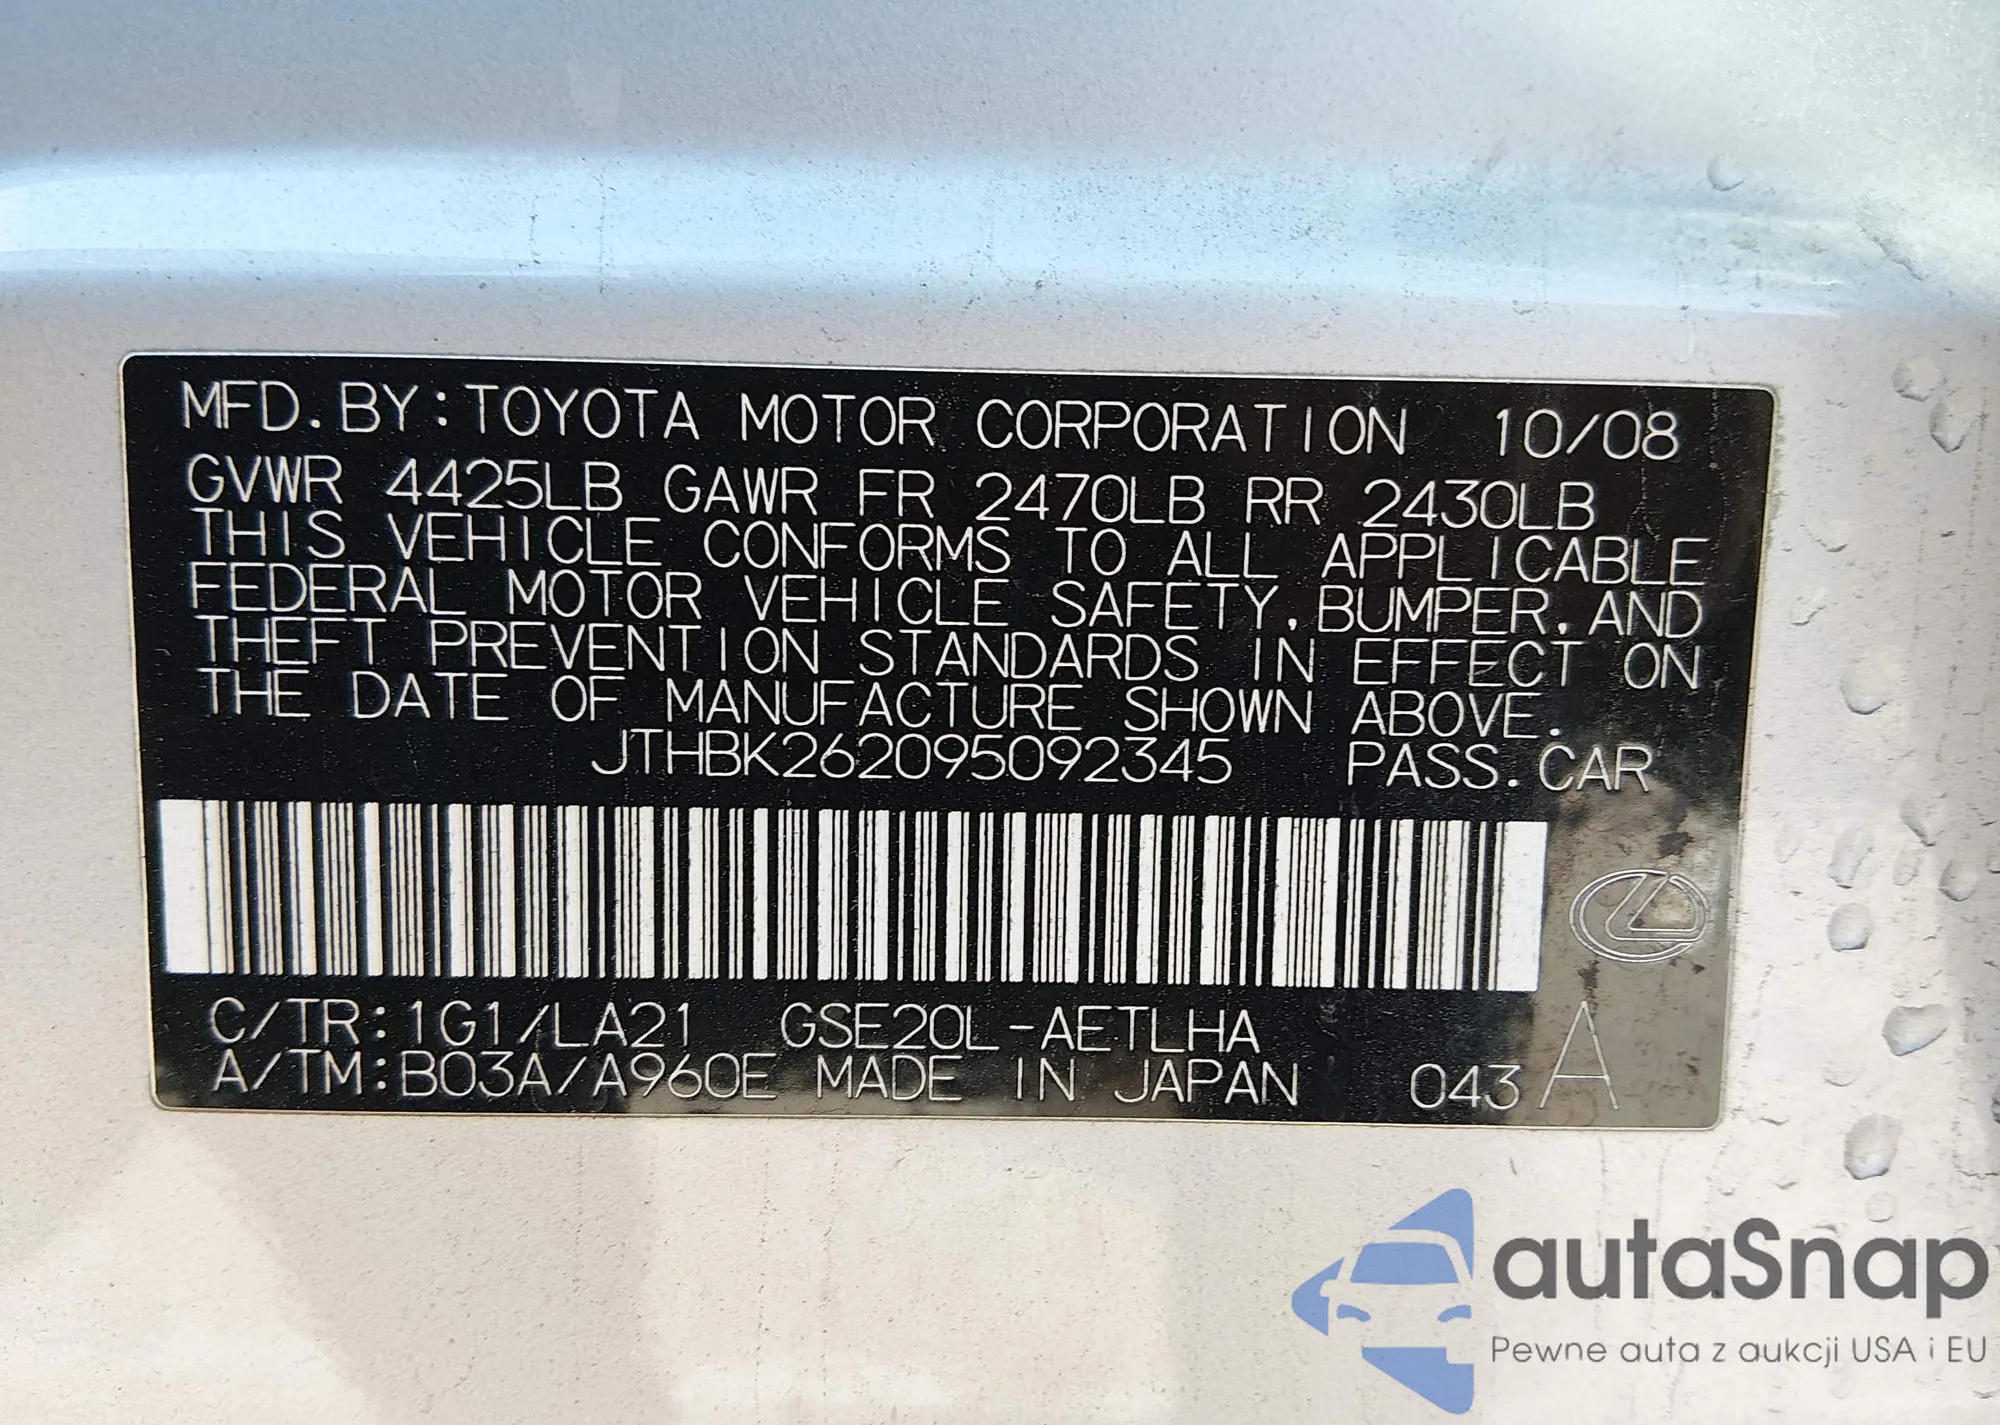 MFD. BY: TOYOTA MOTOR CORPORATION 10/08
GVWR 4425LB GAWR FR 2470LB RR 2430LB
THIS VEHICLE CONFORMS TO ALL APPLICABLE
FEDERAL MOTOR VEHICLE SAFETY, BUMPER, AND
THEFT PREVENTION STANDARDS IN EFFECT ON
THE DATE OF MANUFACTURE SHOWN ABOVE.
JTHBK262095092345 PASS. CAR
C/TR: 1G1/LA21 GSE20L-AETLHA
A/TM: B03A/A960E MADE IN JAPAN 043 A
autaSnap
Pewne auta z aukcji USA i EU